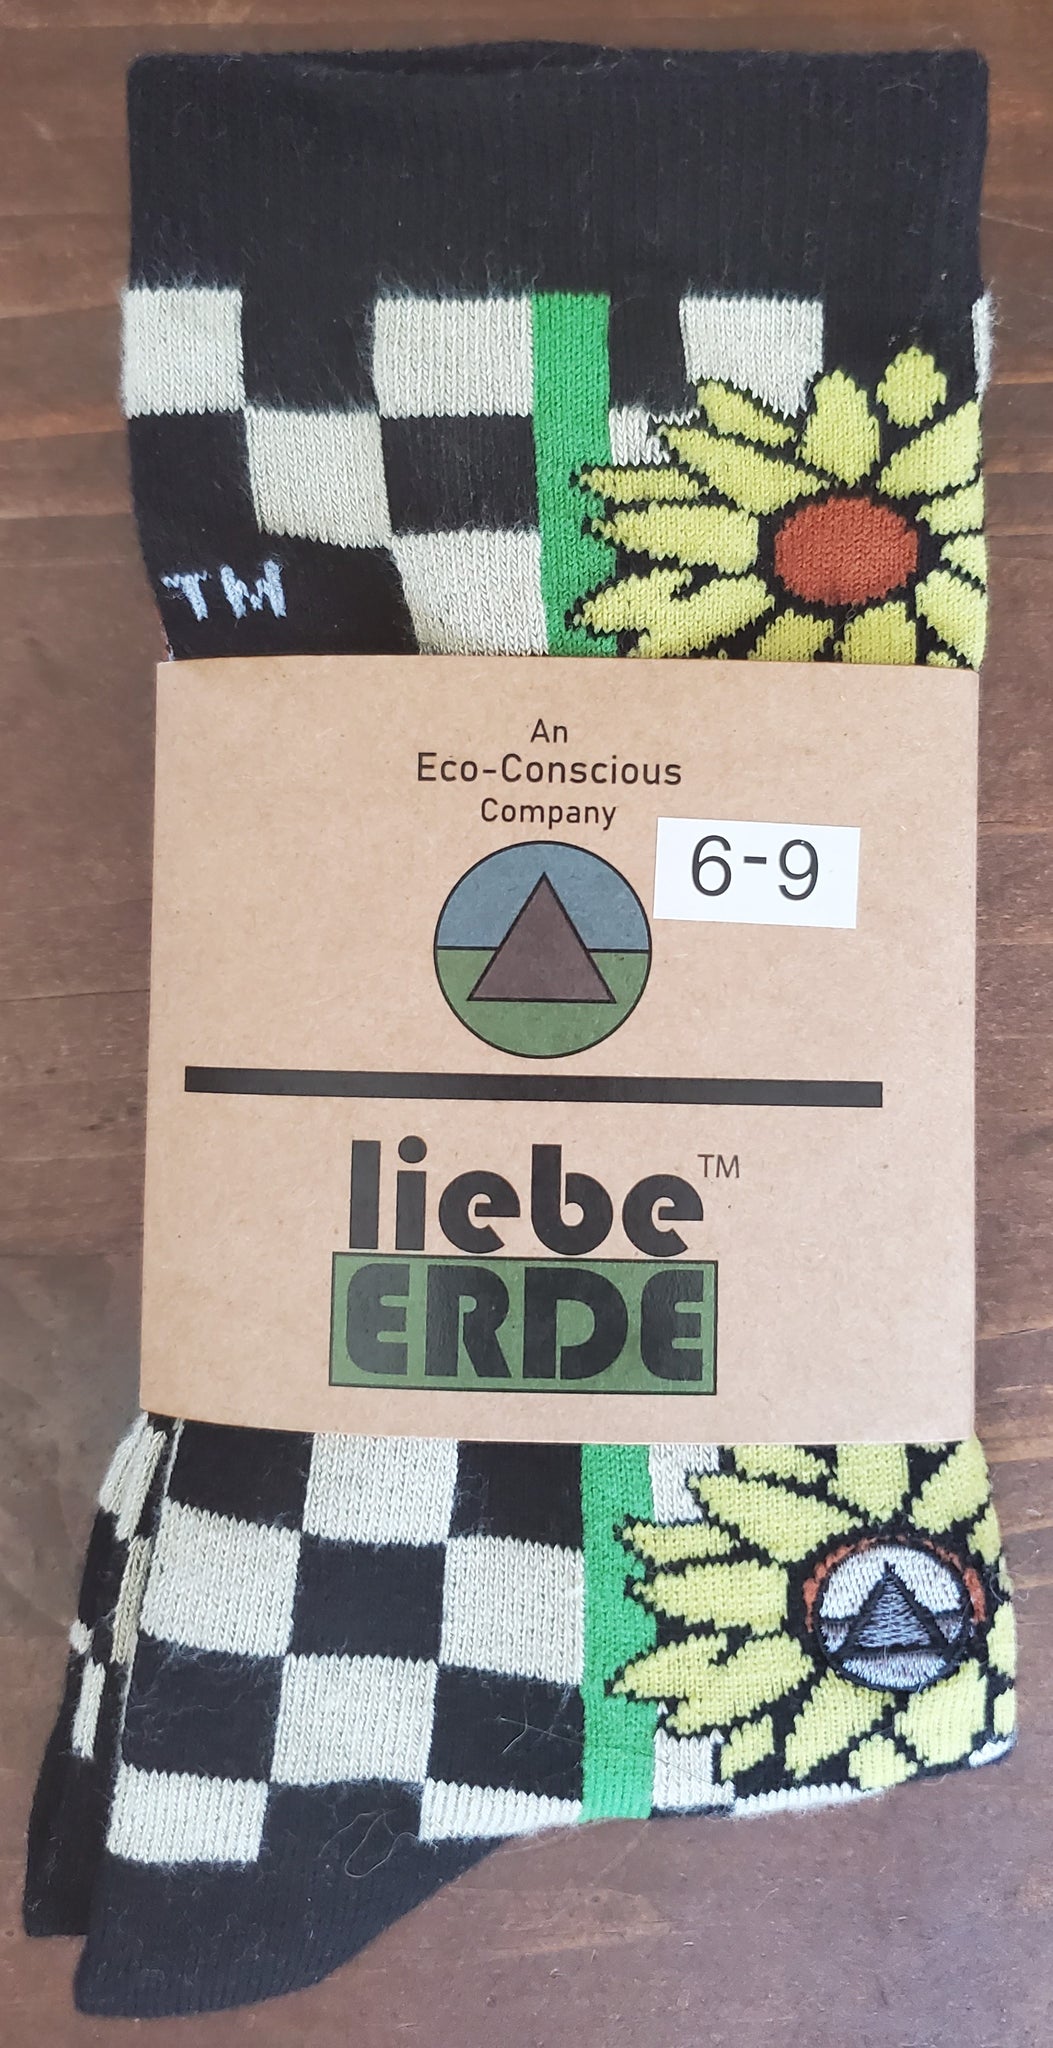 TM
An
Eco-Conscious
Company
6-9
liebe™
ERDE